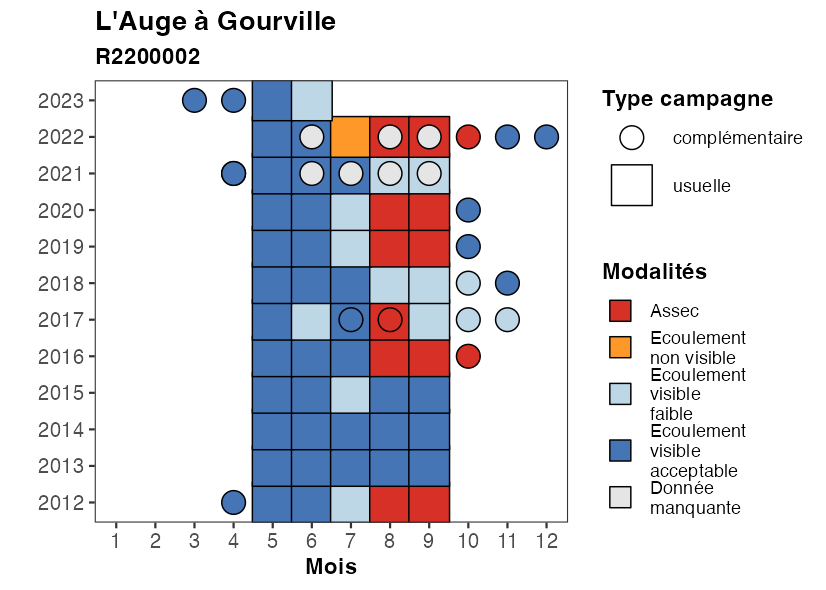 L'Auge à Gourville
R2200002
2023
2022
2021
2020
2019
2018
2017
2016
2015
2014
2013
2012
1 2 3 4 5 6 7 8 9 10 11 12
Mois
Type campagne
complémentaire
usuelle
Modalités
Assec
Ecoulement
non visible
Ecoulement
visible
faible
Ecoulement
visible
acceptable
Donnée
manquante